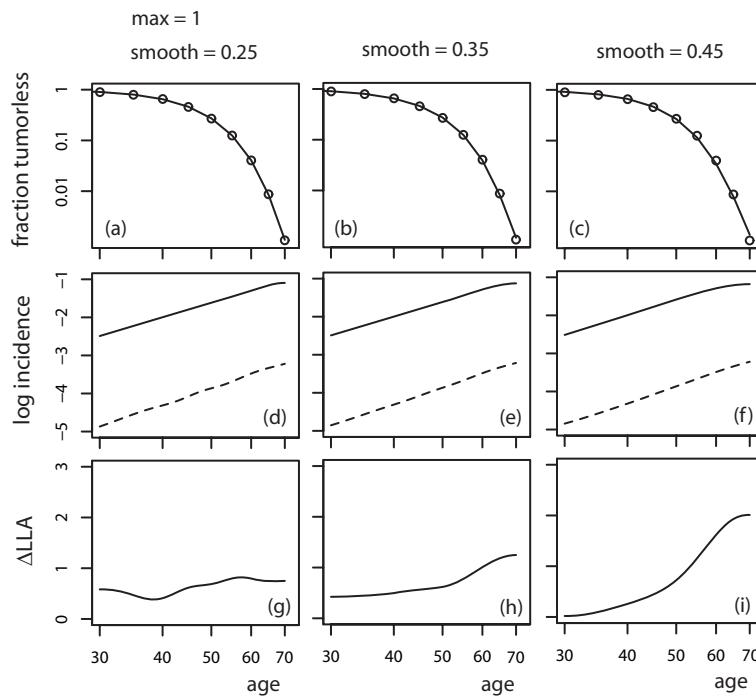 max = 1
smooth = 0.25
smooth = 0.35
smooth = 0.45
fraction tumorless
1
0.1
0.01
(a)
(b)
(c)
log incidence
−1
−2
−3
−4
−5
(d)
(e)
(f)
ΔLLA
3
2
1
0
(g)
(h)
(i)
30 40 50 60 70
30 40 50 60 70
30 40 50 60 70
age
age
age